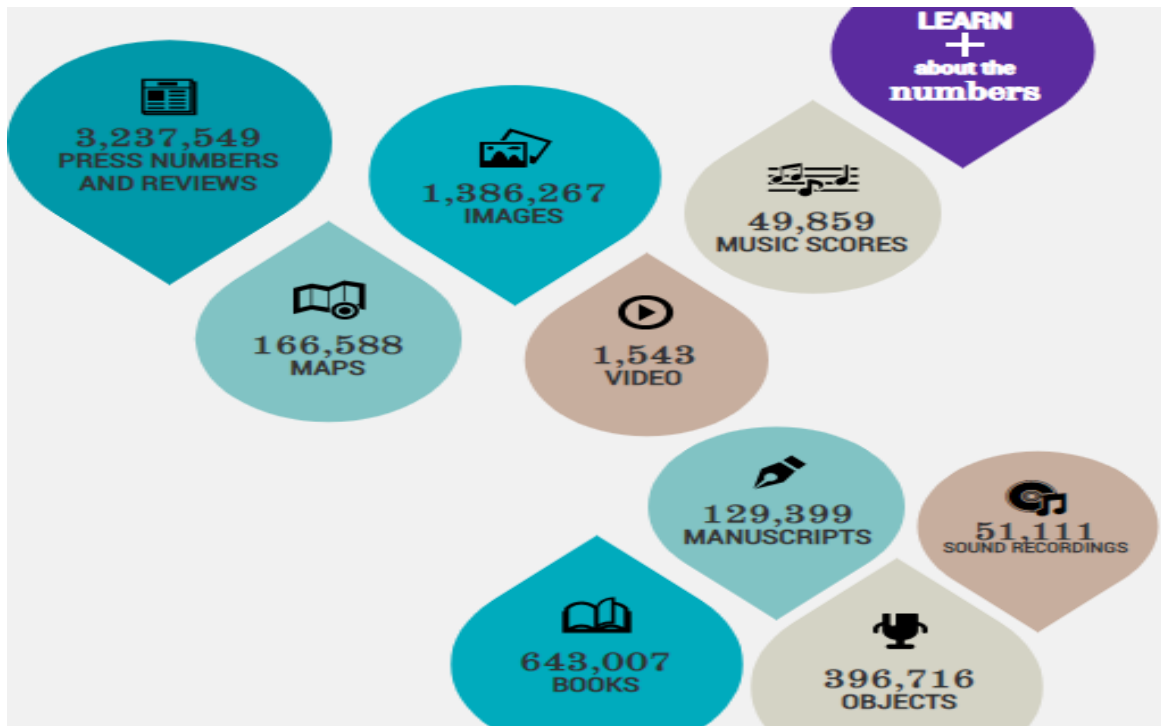 LEARN
+
about the
numbers
3,237,549
PRESS NUMBERS
AND REVIEWS
1,386,267
IMAGES
49,859
MUSIC SCORES
166,588
MAPS
1,543
VIDEO
129,399
MANUSCRIPTS
51,111
SOUND RECORDINGS
643,007
BOOKS
396,716
OBJECTS